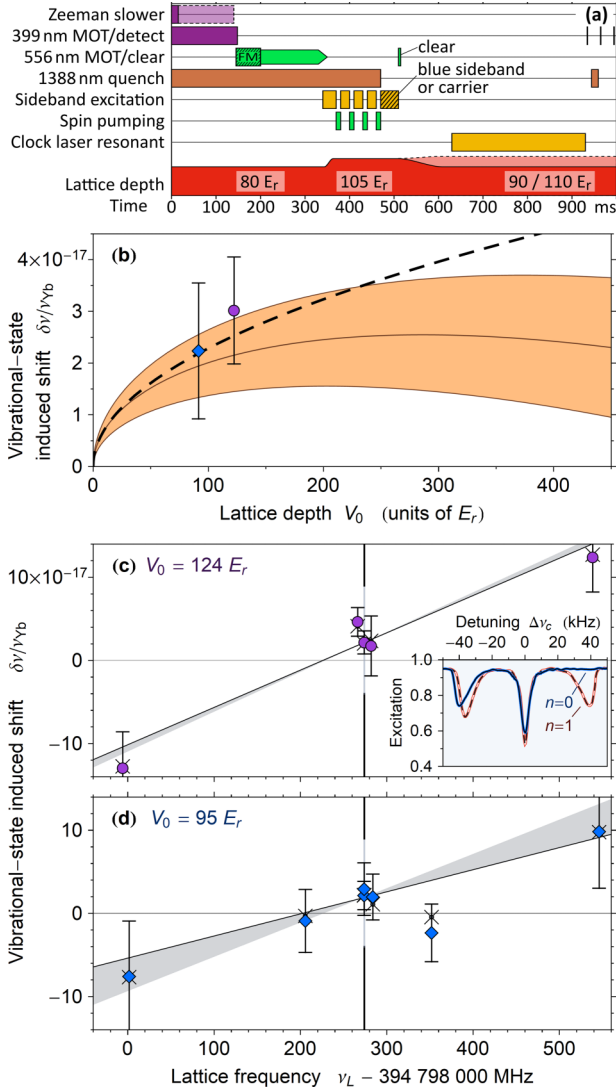 (a)
Zeeman slower
399 nm MOT/detect
556 nm MOT/clear
FM
clear
1388 nm quench
blue sideband
or carrier
Sideband excitation
Spin pumping
Clock laser resonant
Lattice depth
80 Er
105 Er
90 / 110 Er
Time
0 100 200 300 400 500 600 700 800 900 ms
(b)
Vibrational-state
induced shift δν/νYb
4×10⁻¹⁷
3
2
1
0
0 100 200 300 400
Lattice depth V₀ (units of Er)
(c) V₀ = 124 Er
Vibrational-state induced shift δν/νYb
10×10⁻¹⁷
0
-10
Detuning Δνc (kHz)
-40 -20 0 20 40
Excitation
1.0
0.8
0.6
0.4
n=0
n=1
(d) V₀ = 95 Er
10
0
-10
0 100 200 300 400 500
Lattice frequency νL – 394 798 000 MHz